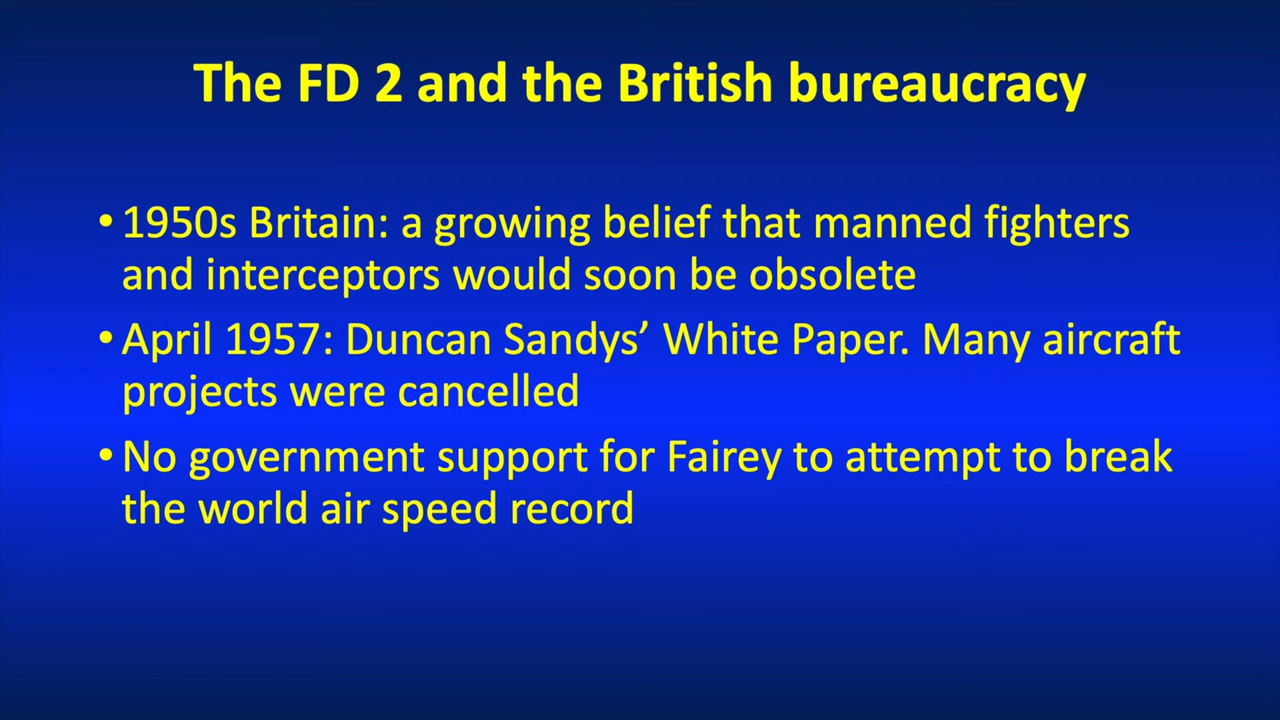 The FD 2 and the British bureaucracy
• 1950s Britain: a growing belief that manned fighters
and interceptors would soon be obsolete
• April 1957: Duncan Sandys’ White Paper. Many aircraft
projects were cancelled
• No government support for Fairey to attempt to break
the world air speed record